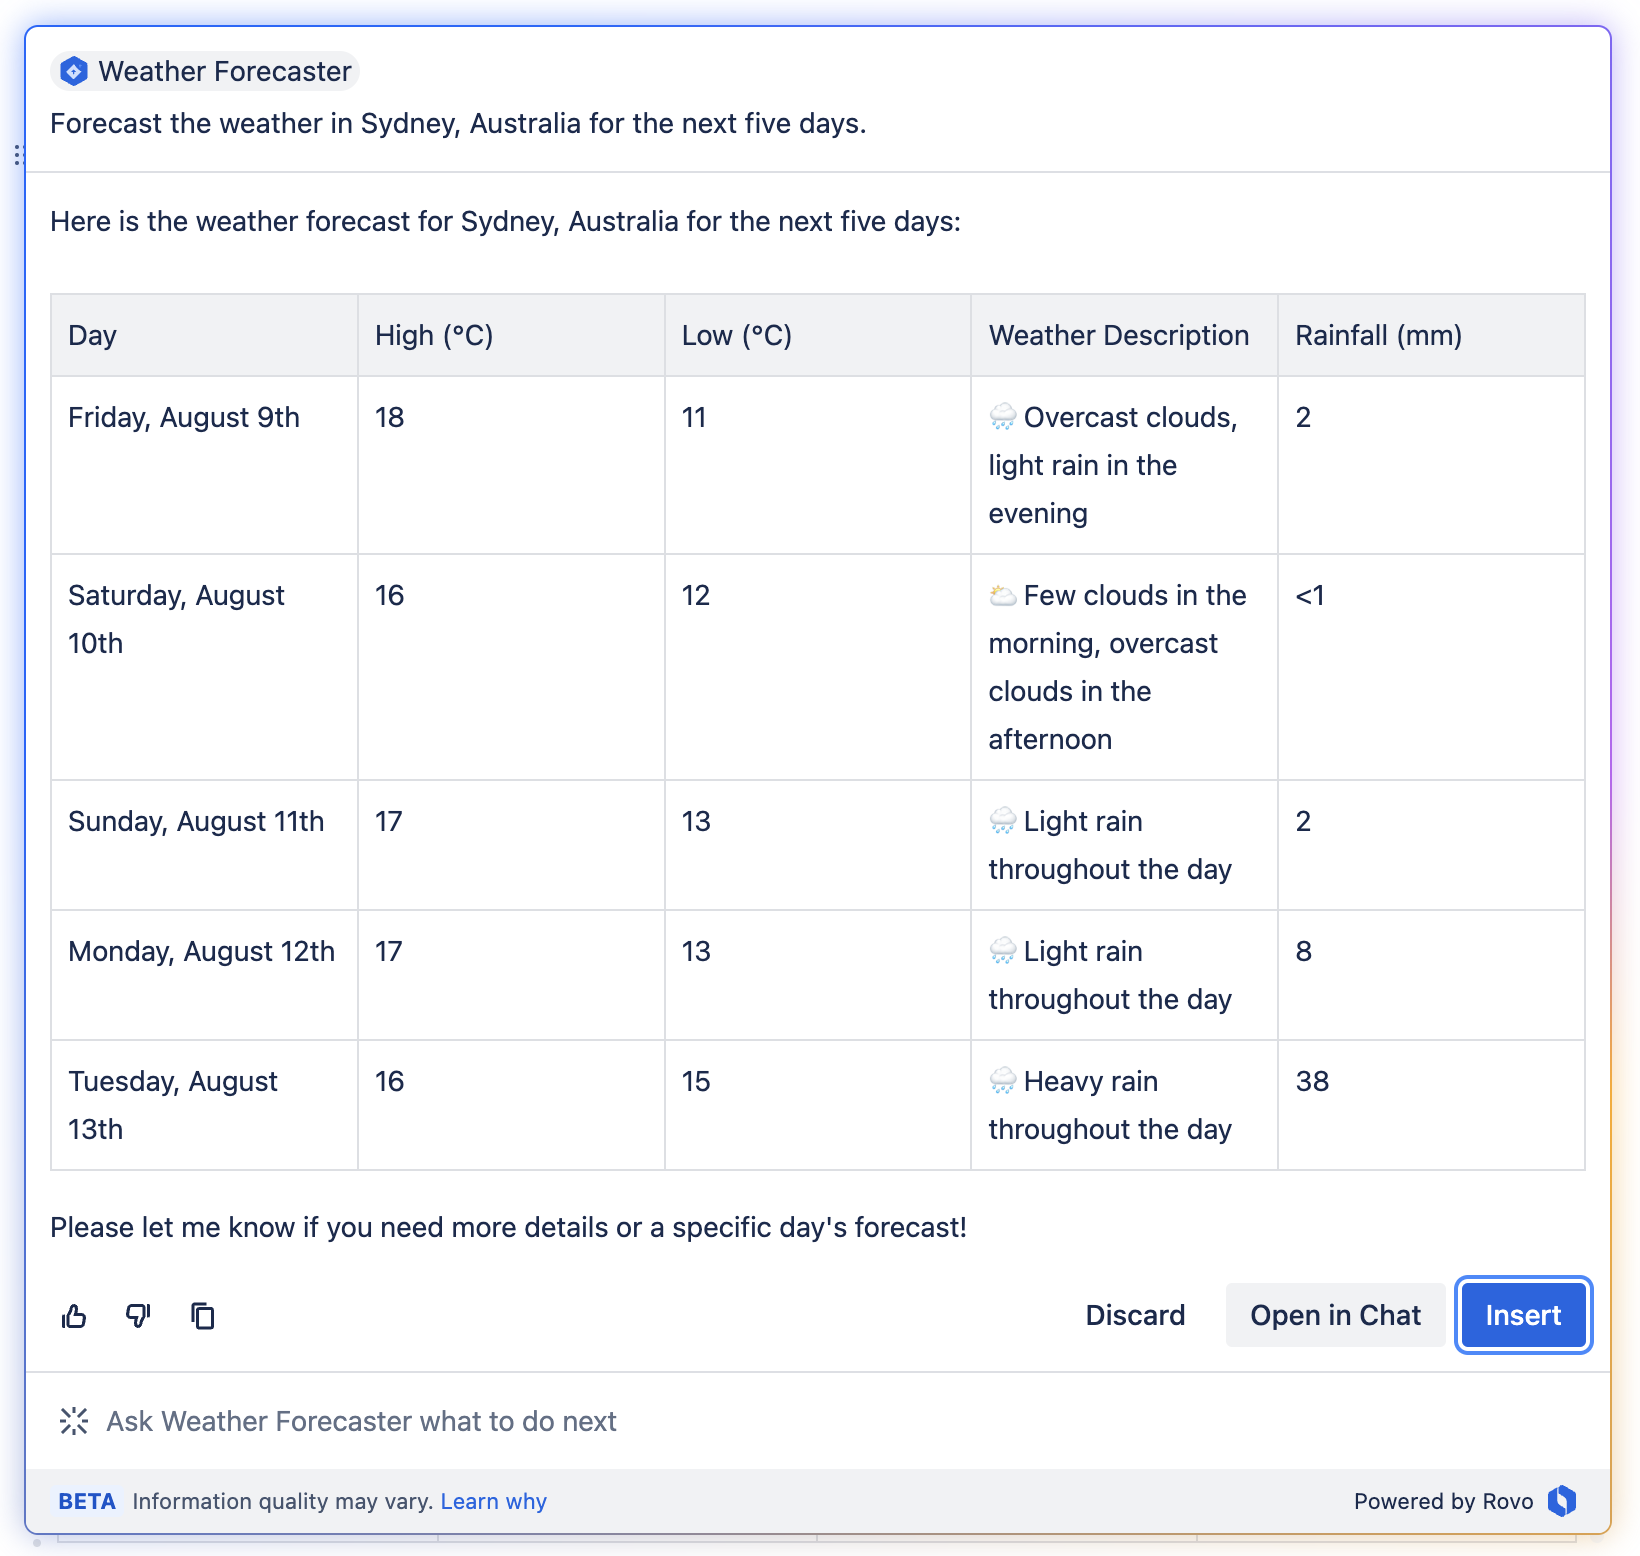 Weather Forecaster
Forecast the weather in Sydney, Australia for the next five days.
Here is the weather forecast for Sydney, Australia for the next five days:
Day High (°C) Low (°C) Weather Description Rainfall (mm)
Friday, August 9th 18 11 🌧️ Overcast clouds, 2
light rain in the
evening
Saturday, August 16 12 🌥️ Few clouds in the <1
10th morning, overcast
clouds in the
afternoon
Sunday, August 11th 17 13 🌧️ Light rain 2
throughout the day
Monday, August 12th 17 13 🌧️ Light rain 8
throughout the day
Tuesday, August 16 15 🌧️ Heavy rain 38
13th throughout the day
Please let me know if you need more details or a specific day's forecast!
Discard Open in Chat Insert
Ask Weather Forecaster what to do next
BETA Information quality may vary. Learn why Powered by Rovo